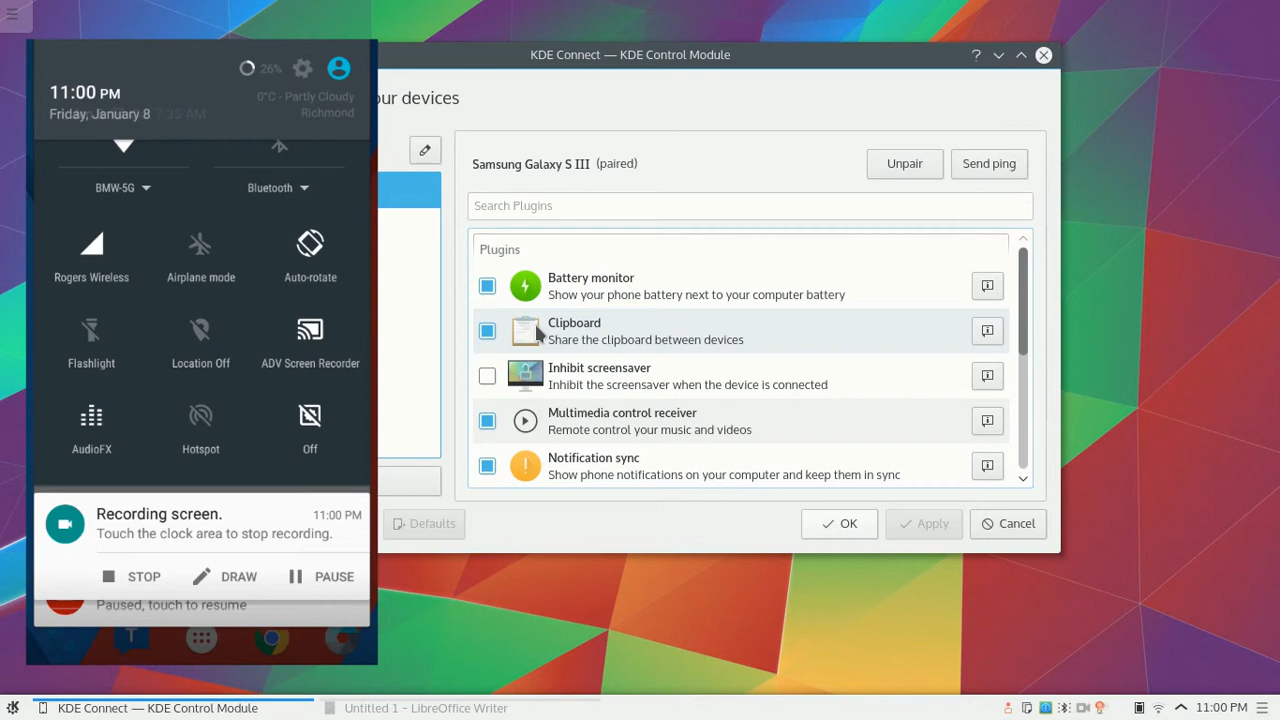 KDE Connect — KDE Control Module
26%
11:00 PM
0°C - Partly Cloudy
Friday, January 8
7:35 AM
Richmond
BMW-5G
Bluetooth
Rogers Wireless
Airplane mode
Auto-rotate
Flashlight
Location Off
ADV Screen Recorder
AudioFX
Hotspot
Off
Recording screen.
11:00 PM
Touch the clock area to stop recording.
STOP
DRAW
PAUSE
Paused, touch to resume
our devices
Samsung Galaxy S III (paired)
Unpair
Send ping
Search Plugins
Plugins
Battery monitor
Show your phone battery next to your computer battery
Clipboard
Share the clipboard between devices
Inhibit screensaver
Inhibit the screensaver when the device is connected
Multimedia control receiver
Remote control your music and videos
Notification sync
Show phone notifications on your computer and keep them in sync
Defaults
OK
Apply
Cancel
KDE Connect — KDE Control Module
Untitled 1 - LibreOffice Writer
11:00 PM